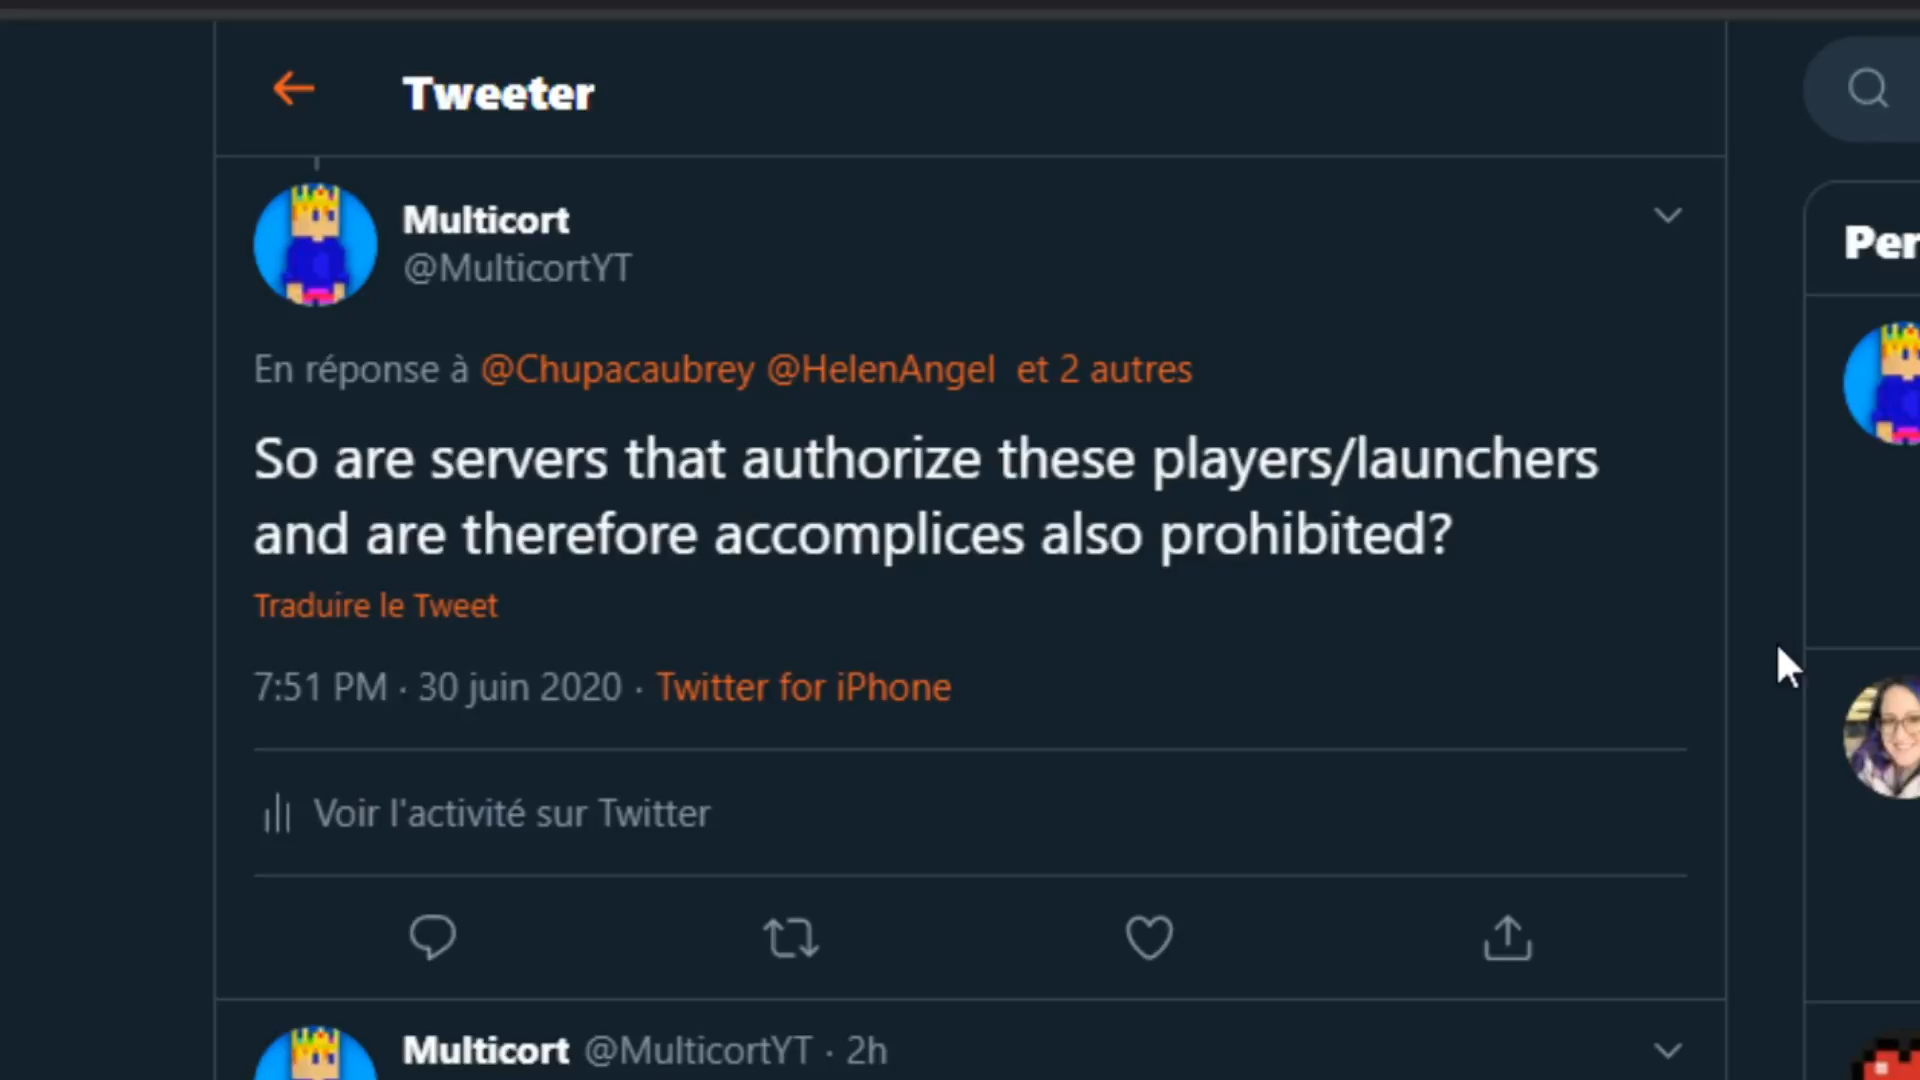 Tweeter
Multicort
@MulticortYT
Per
En réponse à @Chupacaubrey @HelenAngel et 2 autres
So are servers that authorize these players/launchers
and are therefore accomplices also prohibited?
Traduire le Tweet
7:51 PM · 30 juin 2020 · Twitter for iPhone
Voir l'activité sur Twitter
Multicort @MulticortYT · 2h